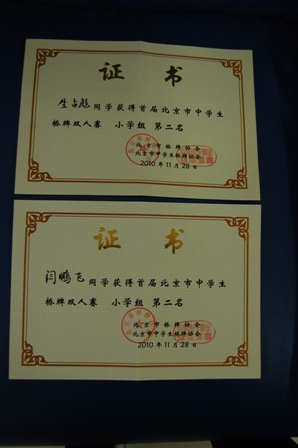 证 书
生占彪同学获得首届北京市中学生
桥牌双人赛 小学组 第二名
北京市桥牌协会
北京市中学生桥牌协会
2010年11月28日
证 书
闫鹏飞同学获得首届北京市中学生
桥牌双人赛 小学组 第二名
北京市桥牌协会
北京市中学生桥牌协会
2010年11月28日